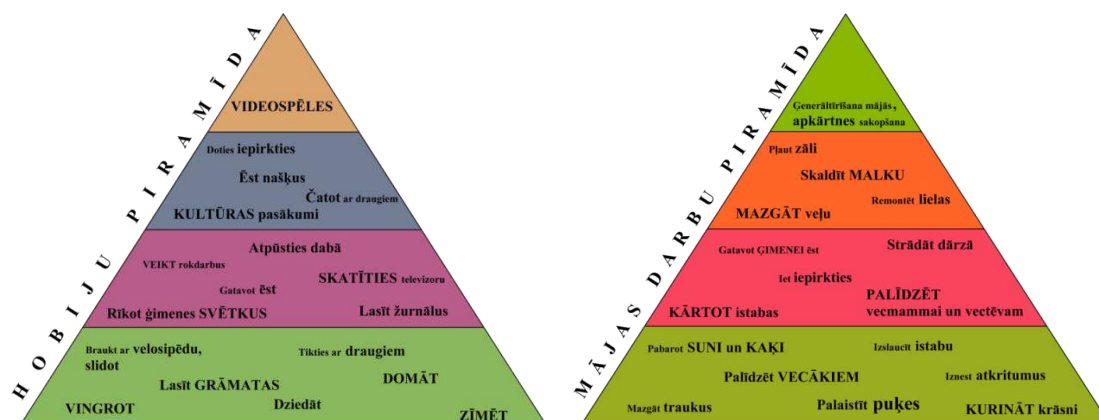 HOBIJU PIRAMĪDA
VIDEOSPĒLES
Doties iepirkties
Ēst našķus
Čatot ar draugiem
KULTŪRAS pasākumi
Atpūsties dabā
VEIKT rokdarbus
SKATĪTIES televizoru
Gatavot ēst
Rīkot ģimenes SVĒTKUS
Lasīt žurnālus
Braukt ar velosipēdu,
slidot
Tikties ar draugiem
Lasīt GRĀMATAS
DOMĀT
VINGROT
Dziedāt
ZĪMĒT
MĀJAS DARBU PIRAMĪDA
Ģenerāltīrīšana mājās,
apkārtnes sakopšana
Pļaut zāli
Skaldīt MALKU
Remontēt lielas
MAZGĀT veļu
Gatavot ĢIMENEI ēst
Strādāt dārzā
Iet iepirkties
KĀRTOT istabas
PALĪDZĒT
vecmammai un vectēvam
Pabarot SUNI un KAĶI
Izslaucīt istabu
Palīdzēt VECĀKIEM
Iznest atkritumus
Mazgāt traukus
Palaistīt puķes
KURINĀT krāsni